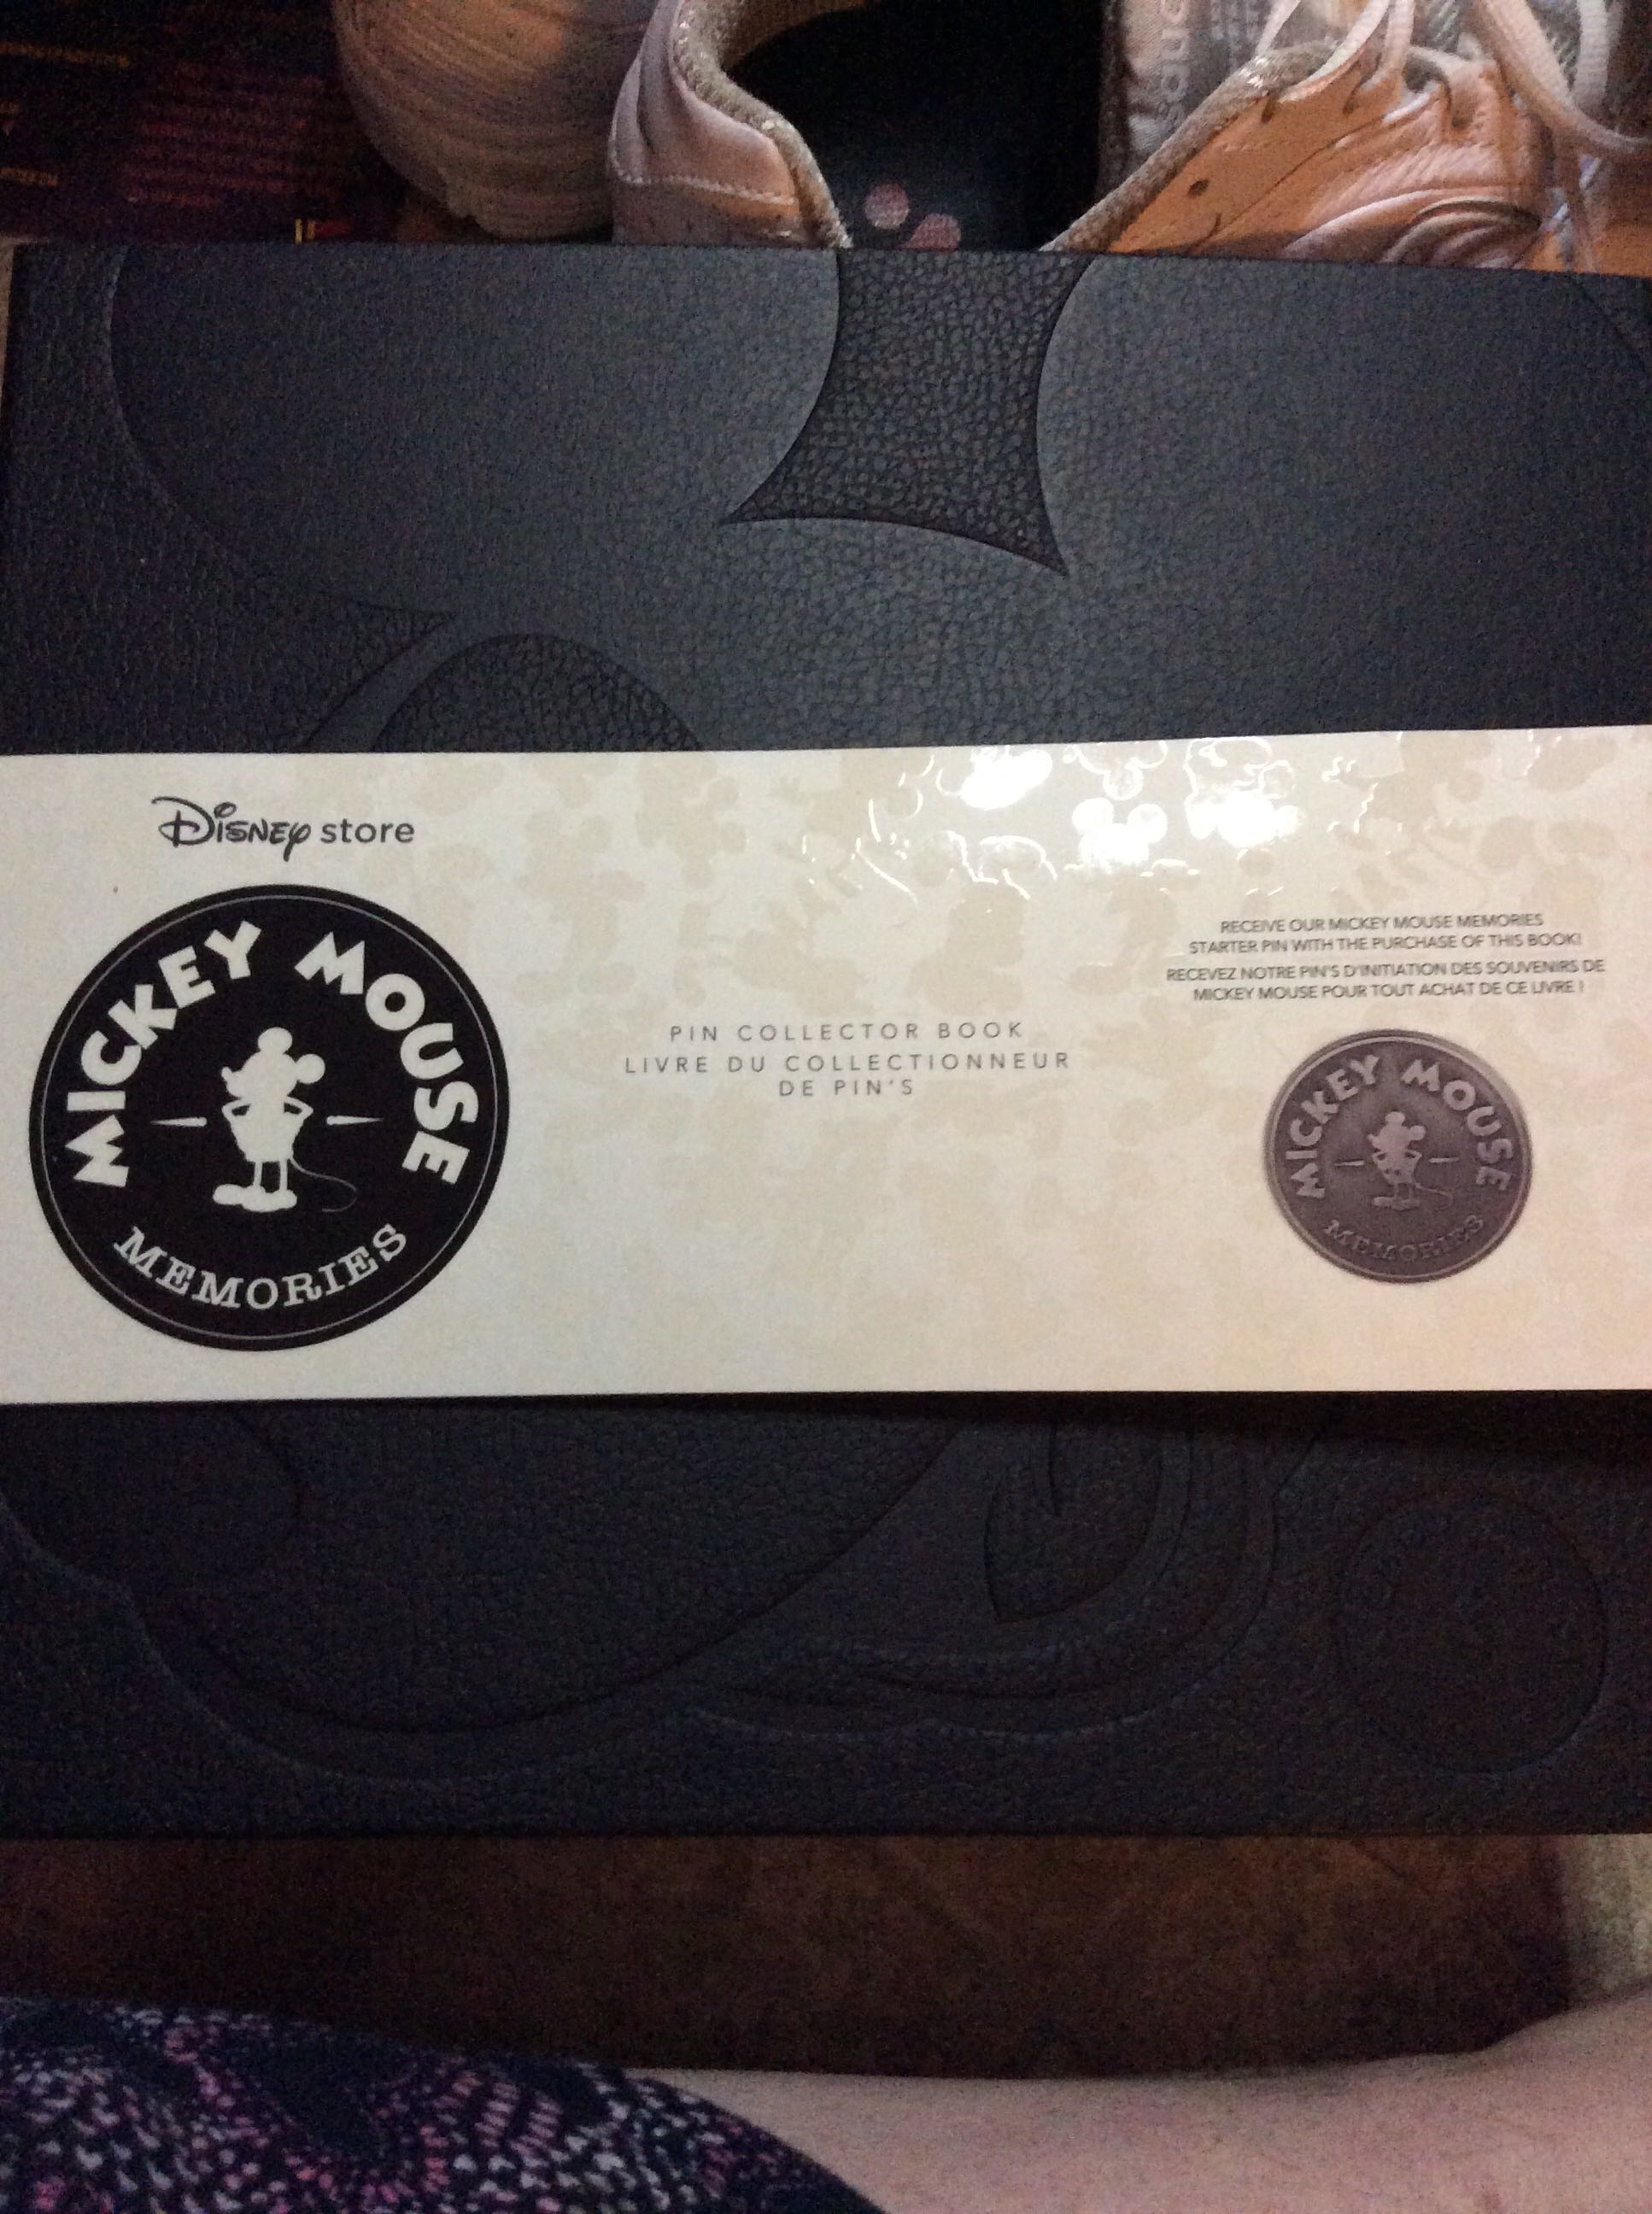 Disney store
MICKEY MOUSE
MEMORIES
PIN COLLECTOR BOOK
LIVRE DU COLLECTIONNEUR
DE PIN'S
RECEIVE OUR MICKEY MOUSE MEMORIES
STARTER PIN WITH THE PURCHASE OF THIS BOOK!
RECEVEZ NOTRE PIN'S D'INITIATION DES SOUVENIRS DE
MICKEY MOUSE POUR TOUT ACHAT DE CE LIVRE !
MICKEY MOUSE
MEMORIES